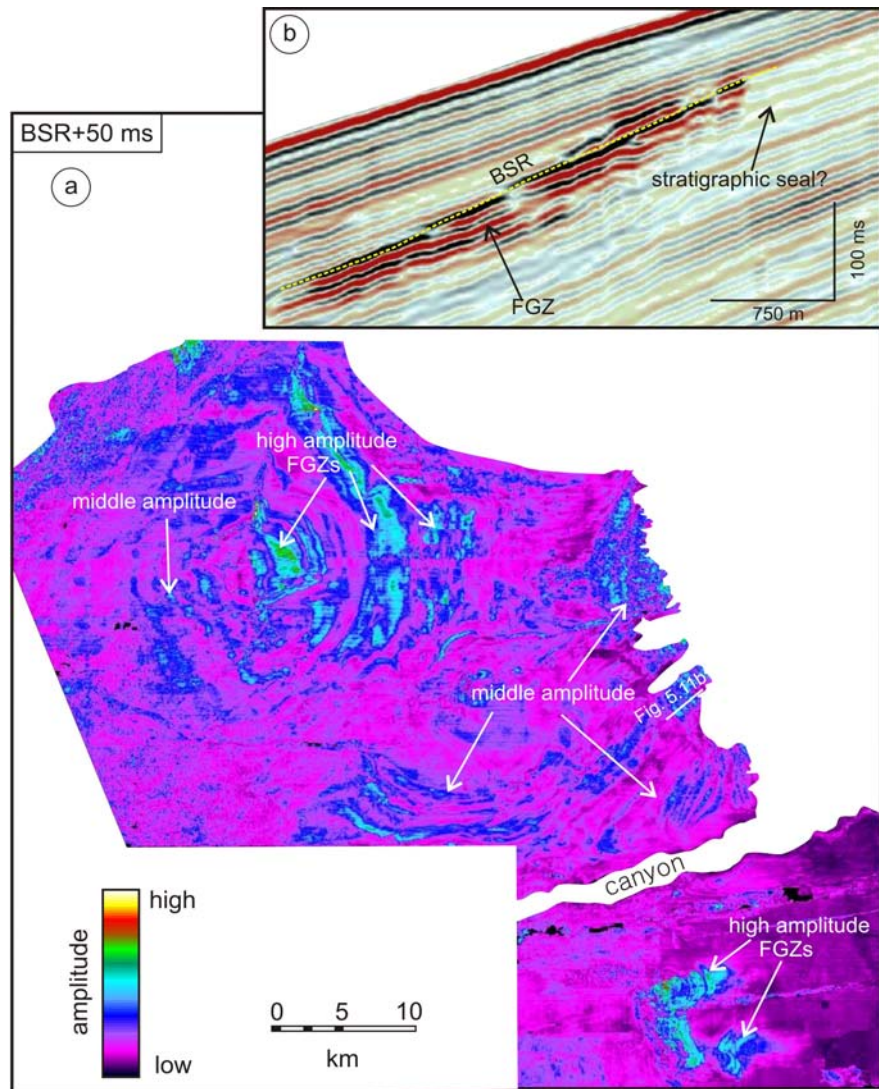 b
BSR
stratigraphic seal?
FGZ
100 ms
750 m
BSR+50 ms
a
high amplitude
FGZs
middle amplitude
middle amplitude
Fig. 5.11b
canyon
high amplitude
FGZs
high
amplitude
low
0 5 10
km